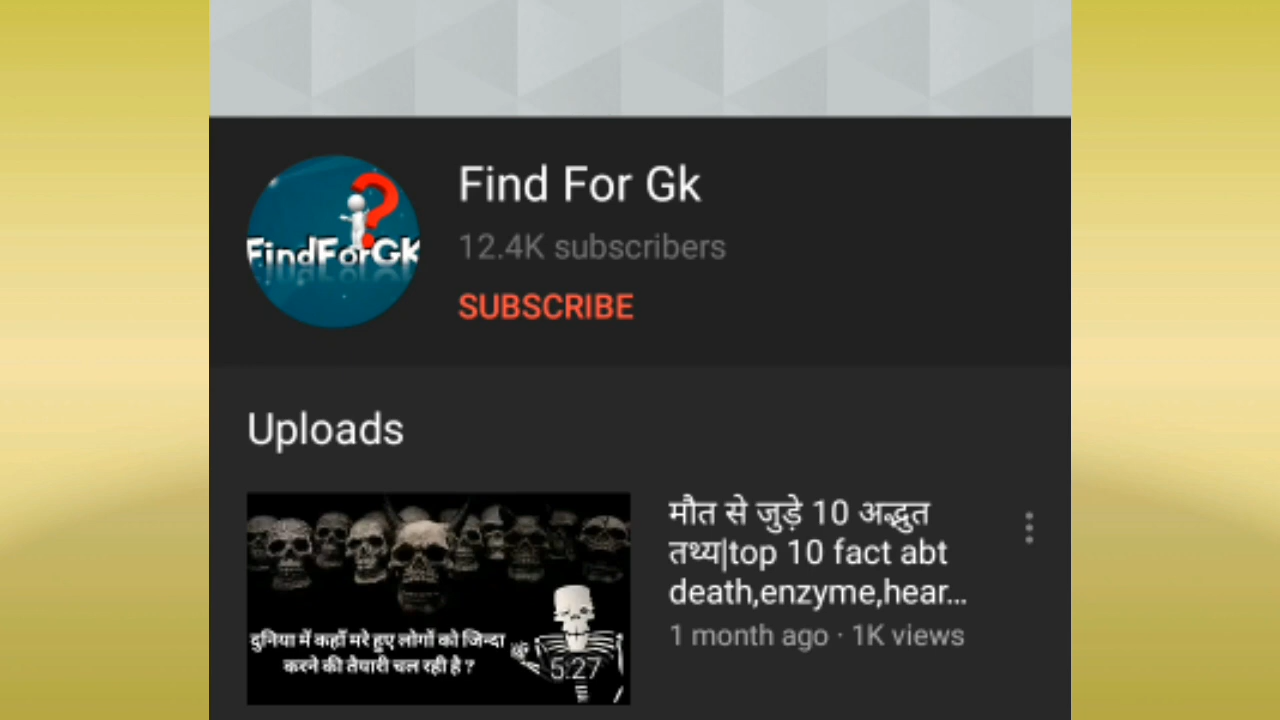 Find For Gk
12.4K subscribers
SUBSCRIBE
FindForGK
Uploads
मौत से जुड़े 10 अद्भुत
तथ्य|top 10 fact abt
death,enzyme,hear...
1 month ago · 1K views
दुनिया में कहाँ मरे हुए लोगों को जिन्दा
करने की तैयारी चल रही है ?
5:27